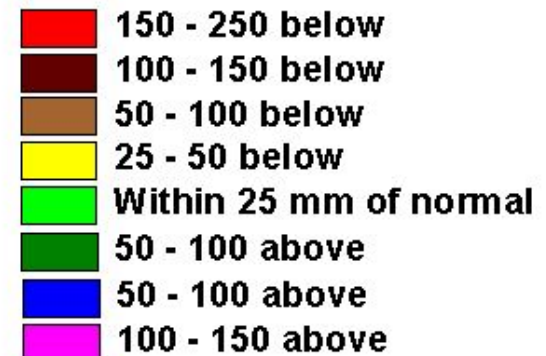 150 - 250 below
100 - 150 below
50 - 100 below
25 - 50 below
Within 25 mm of normal
50 - 100 above
50 - 100 above
100 - 150 above